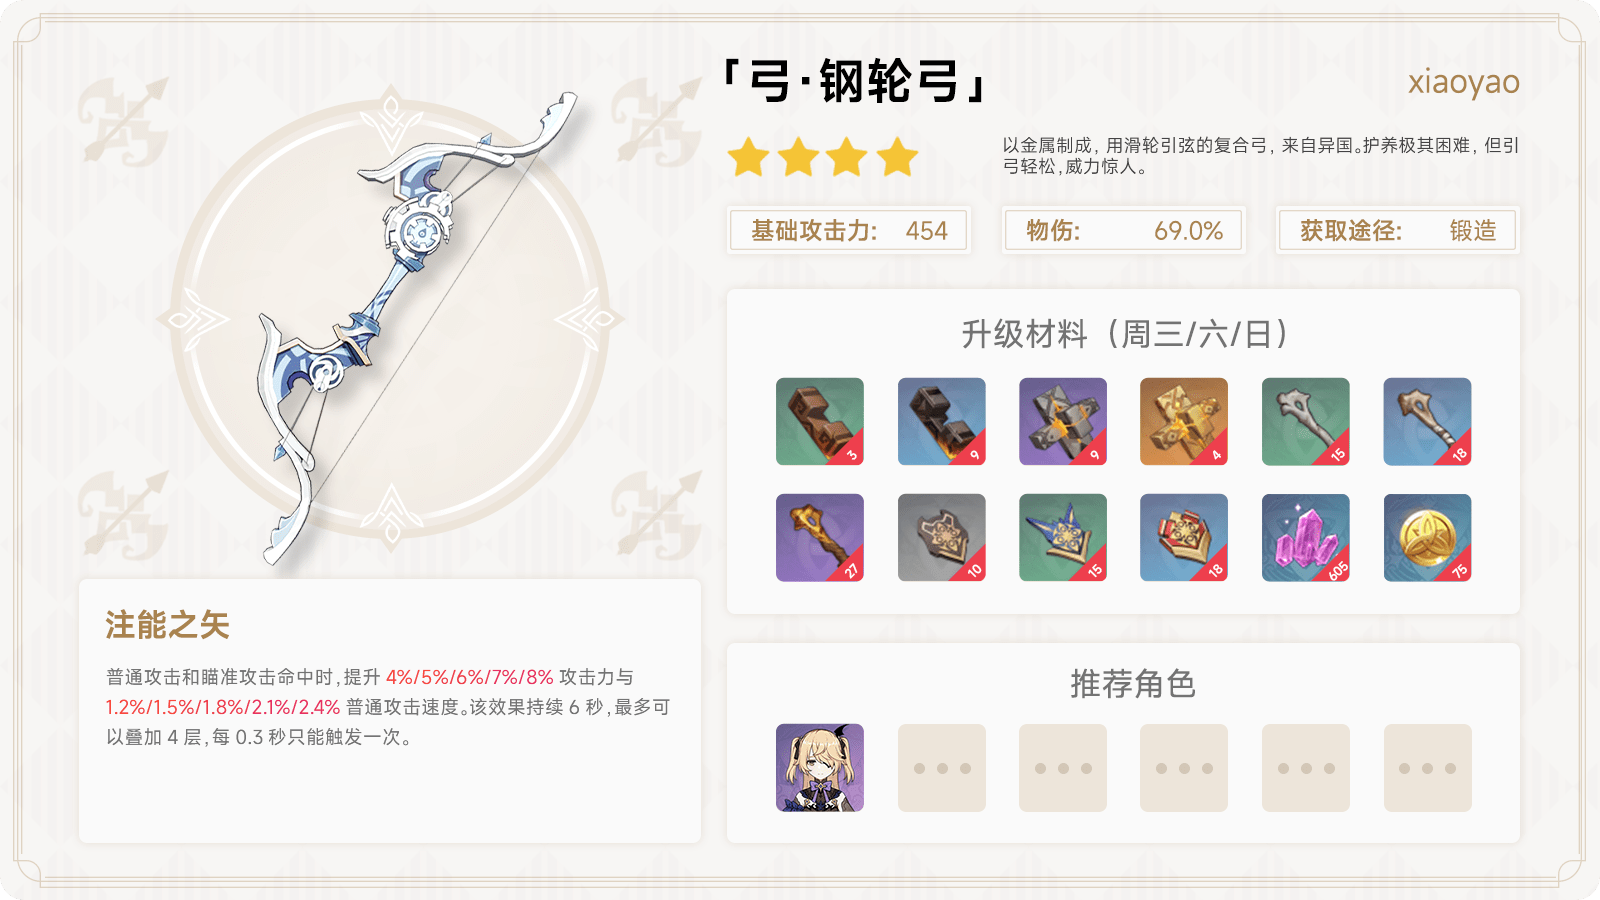 「弓·钢轮弓」
xiaoyao
以金属制成，用滑轮引弦的复合弓，来自异国。护养极其困难，但引
弓轻松，威力惊人。
基础攻击力: 454
物伤: 69.0%
获取途径: 锻造
升级材料（周三/六/日）
3 9 9 4 15 18
27 10 15 18 605 75
注能之矢
普通攻击和瞄准攻击命中时，提升 4%/5%/6%/7%/8% 攻击力与
1.2%/1.5%/1.8%/2.1%/2.4% 普通攻击速度。该效果持续 6 秒，最多可
以叠加 4 层，每 0.3 秒只能触发一次。
推荐角色